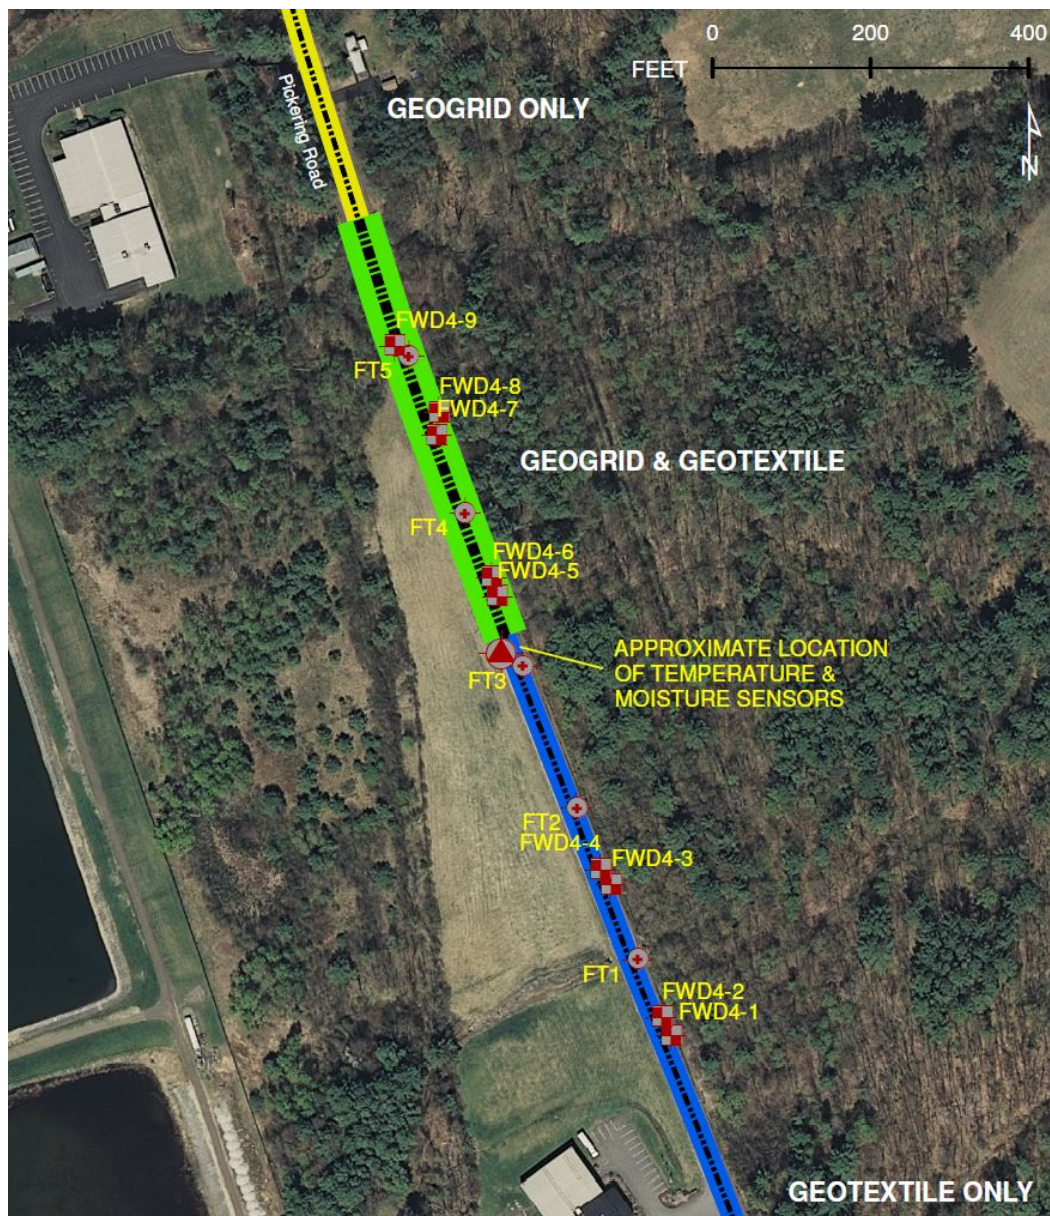 0 200 400
FEET
GEOGRID ONLY
Pickering Road
N
FWD4-9
FT5
FWD4-8
FWD4-7
GEOGRID & GEOTEXTILE
FT4
FWD4-6
FWD4-5
APPROXIMATE LOCATION
OF TEMPERATURE &
MOISTURE SENSORS
FT3
FT2
FWD4-4
FWD4-3
FT1
FWD4-2
FWD4-1
GEOTEXTILE ONLY